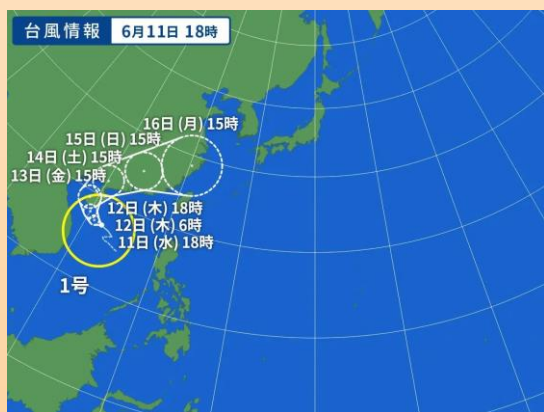 台風情報 6月11日 18時
16日(月)15時
15日(日)15時
14日(土)15時
13日(金)15時
12日(木)18時
12日(木)6時
11日(水)18時
1号